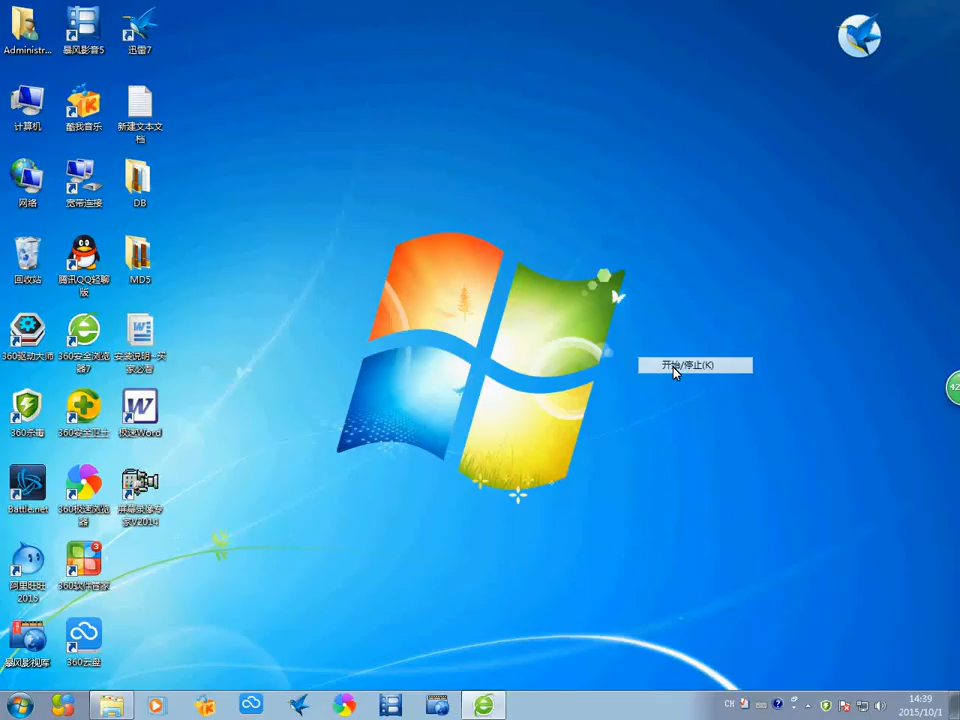 Administr...
暴风影音5
迅雷7
计算机
酷我音乐
新建文本文
档
网络
宽带连接
DB
回收站
腾讯QQ轻聊
版
MD5
360驱动大师
360安全浏览
器7
安装说明--买
家必看
360杀毒
360安全卫士
极速Word
Battle.net
360极速浏览
器
屏幕录像专
家V2014
阿里旺旺
2015
3
360软件管家
暴风影视库
360云盘
开始/停止(K)
42
CH
14:39
2015/10/1